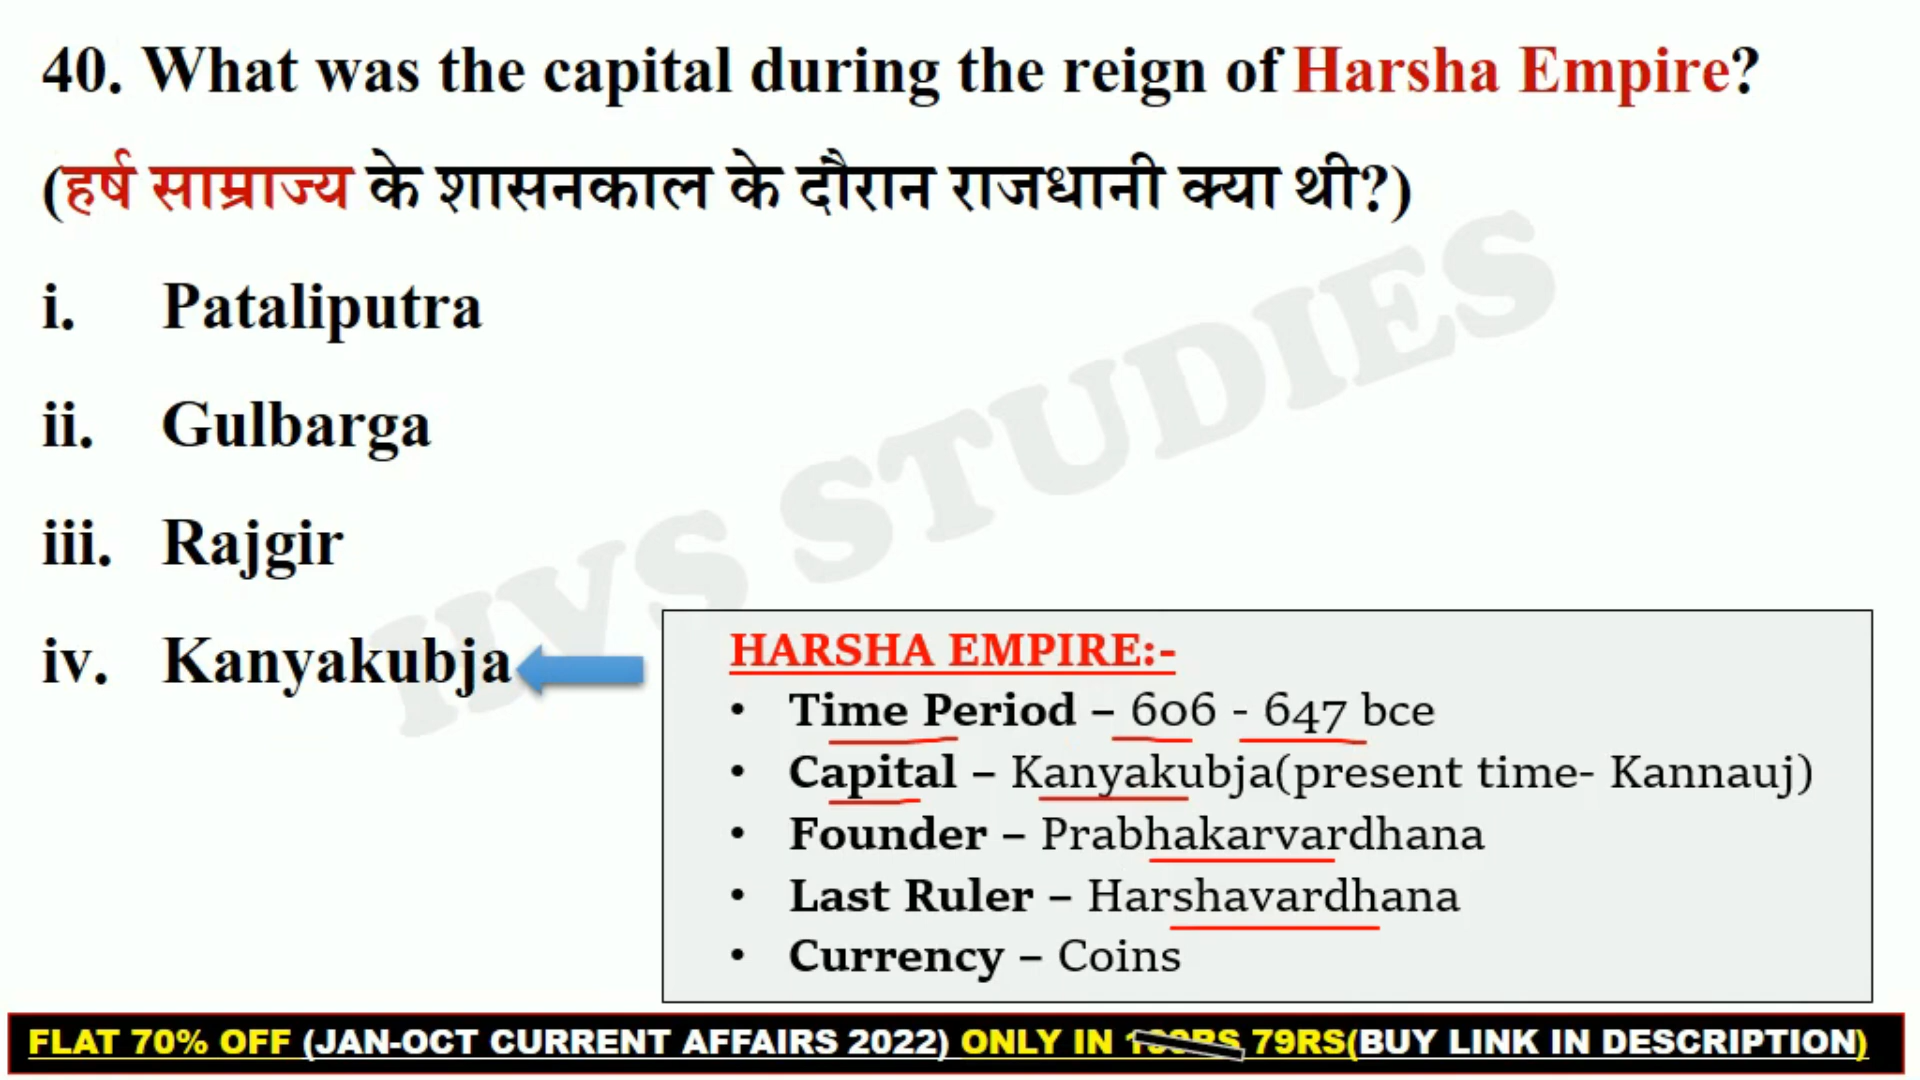 40. What was the capital during the reign of Harsha Empire?
(हर्ष साम्राज्य के शासनकाल के दौरान राजधानी क्या थी?)
i. Pataliputra
ii. Gulbarga
iii. Rajgir
iv. Kanyakubja
IIVS STUDIES
HARSHA EMPIRE:-
• Time Period – 606 - 647 bce
• Capital – Kanyakubja(present time- Kannauj)
• Founder – Prabhakarvardhana
• Last Ruler – Harshavardhana
• Currency – Coins
FLAT 70% OFF (JAN-OCT CURRENT AFFAIRS 2022) ONLY IN 79RS(BUY LINK IN DESCRIPTION)